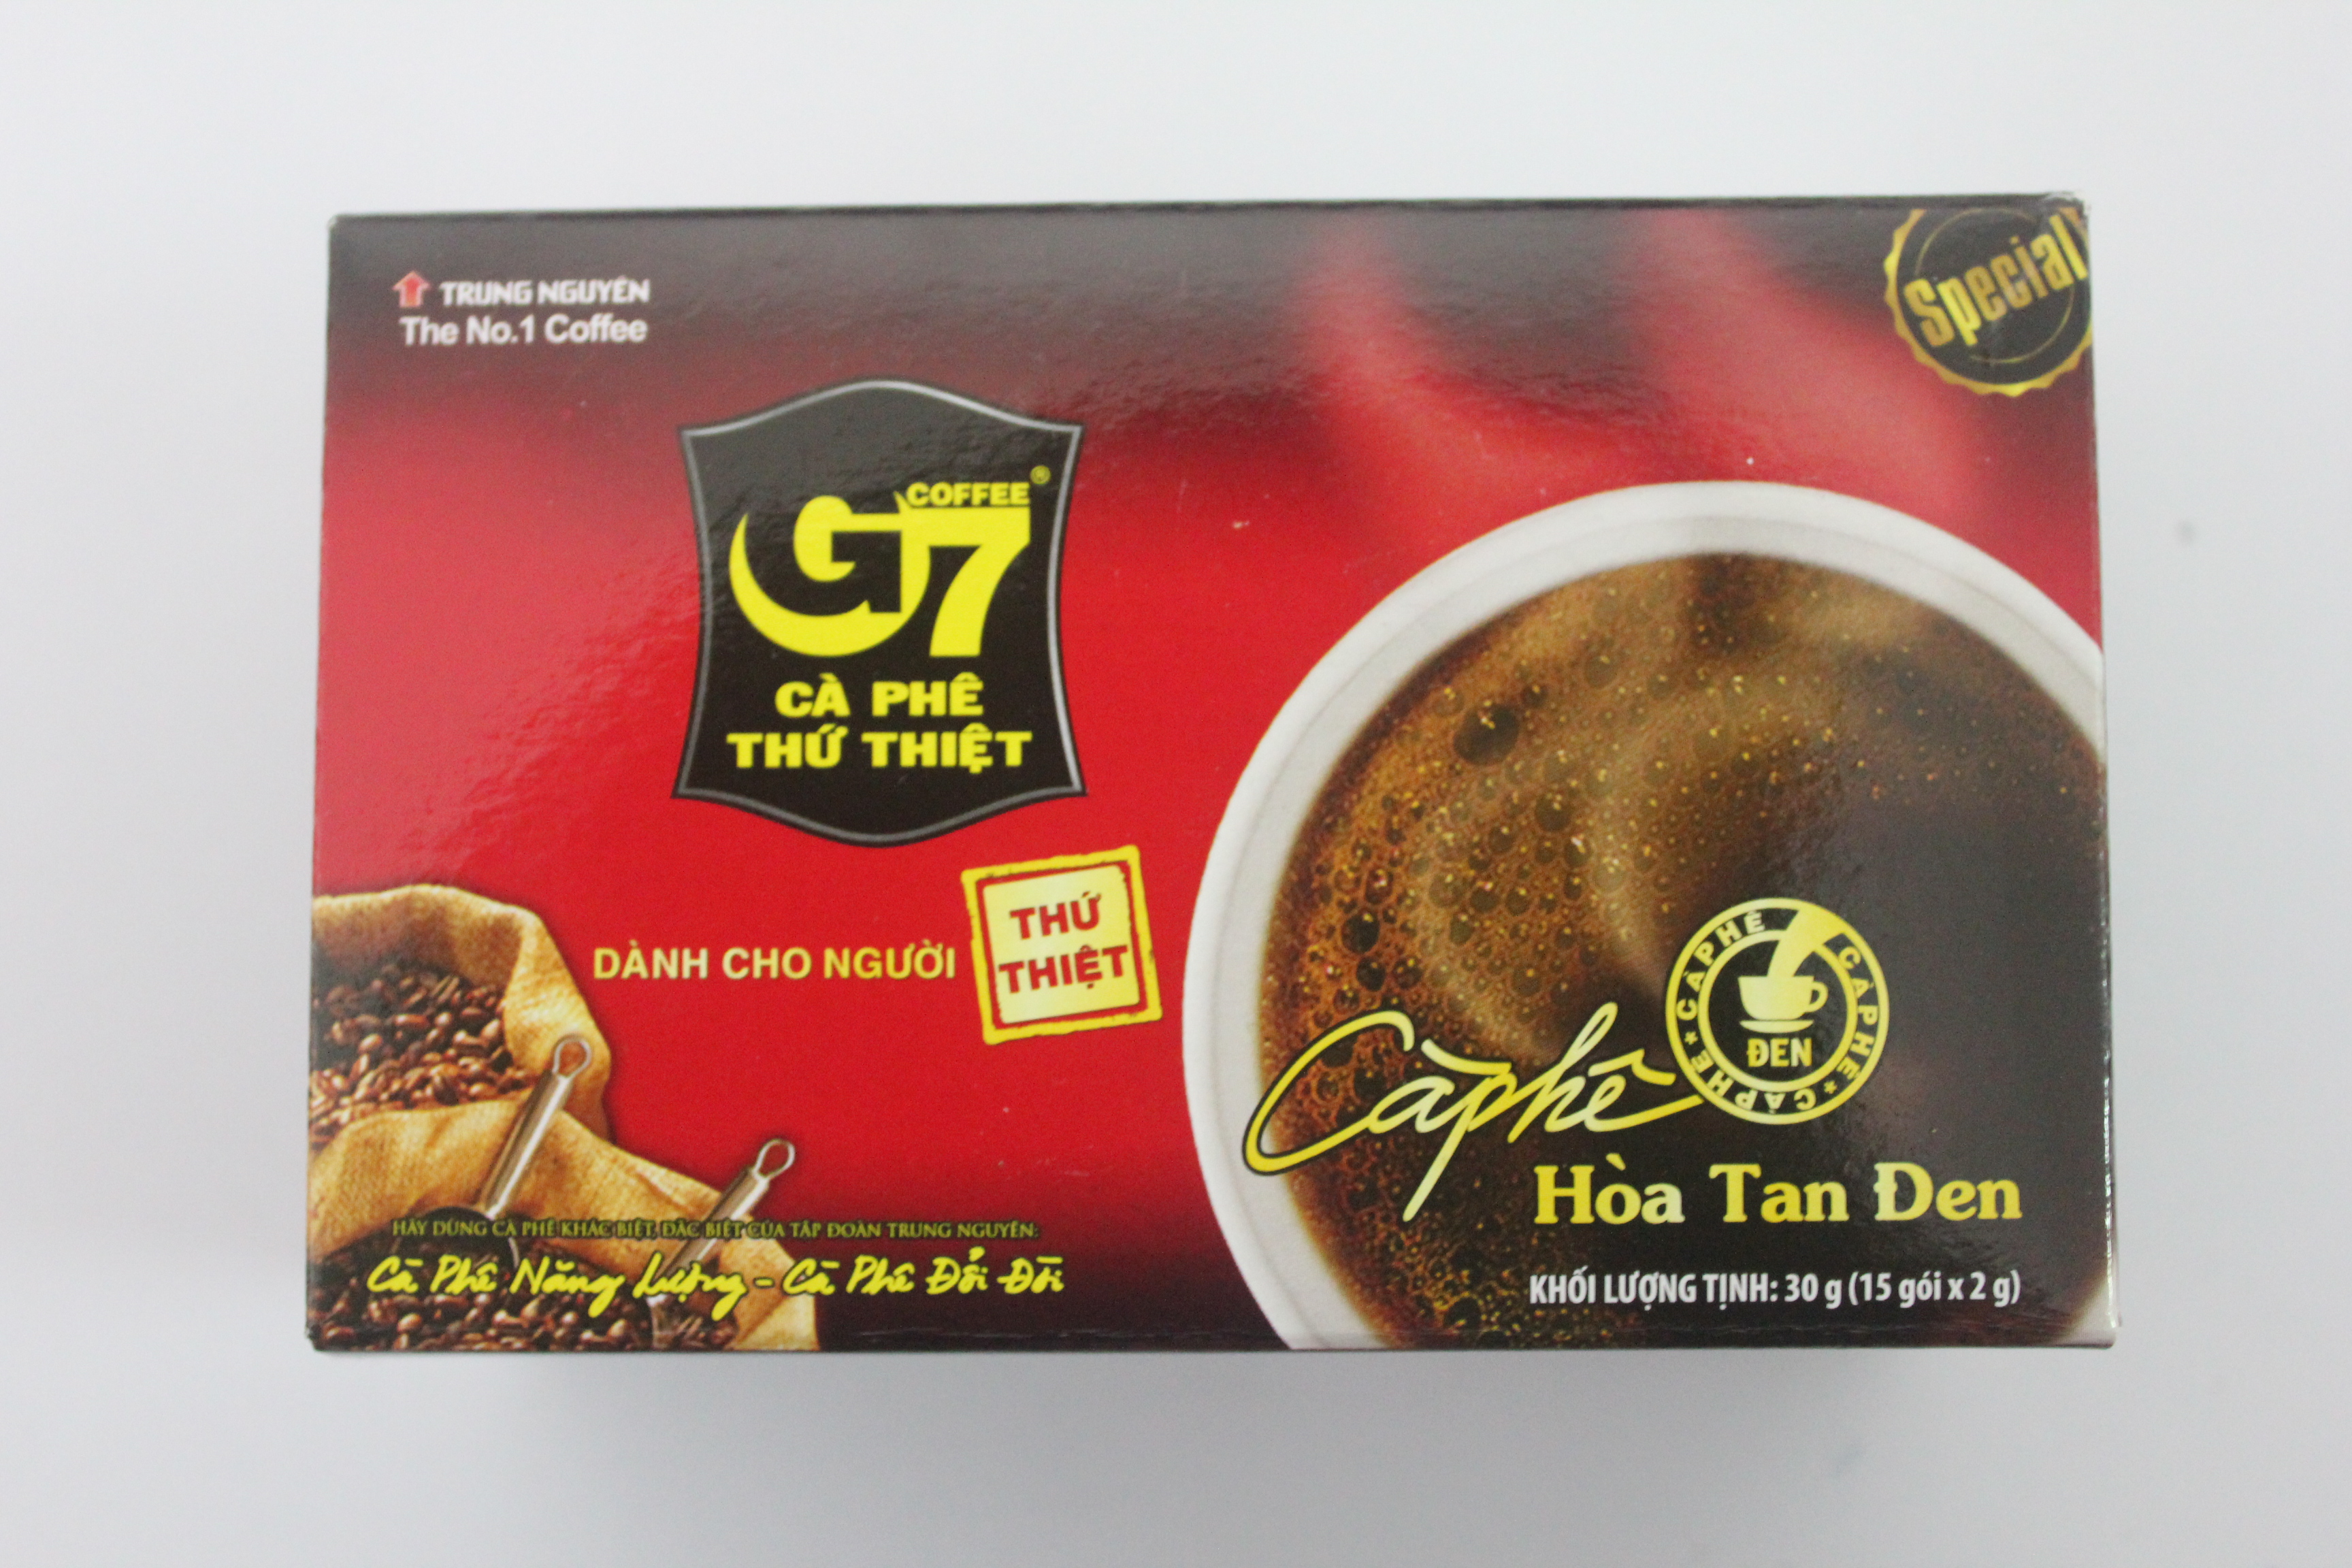 TRUNG NGUYÊN
The No.1 Coffee
Special
COFFEE®
G7
CÀ PHÊ
THỨ THIỆT
DÀNH CHO NGƯỜI
THỨ
THIỆT
CÀPHÊ * CÀPHÊ * CÀPHÊ *
ĐEN
Càphê
Hòa Tan Đen
HÃY DÙNG CÀ PHÊ KHÁC BIỆT, ĐẶC BIỆT CỦA TẬP ĐOÀN TRUNG NGUYÊN:
Cà Phê Năng Lượng - Cà Phê Đổi Đời
KHỐI LƯỢNG TỊNH: 30 g (15 gói x 2 g)